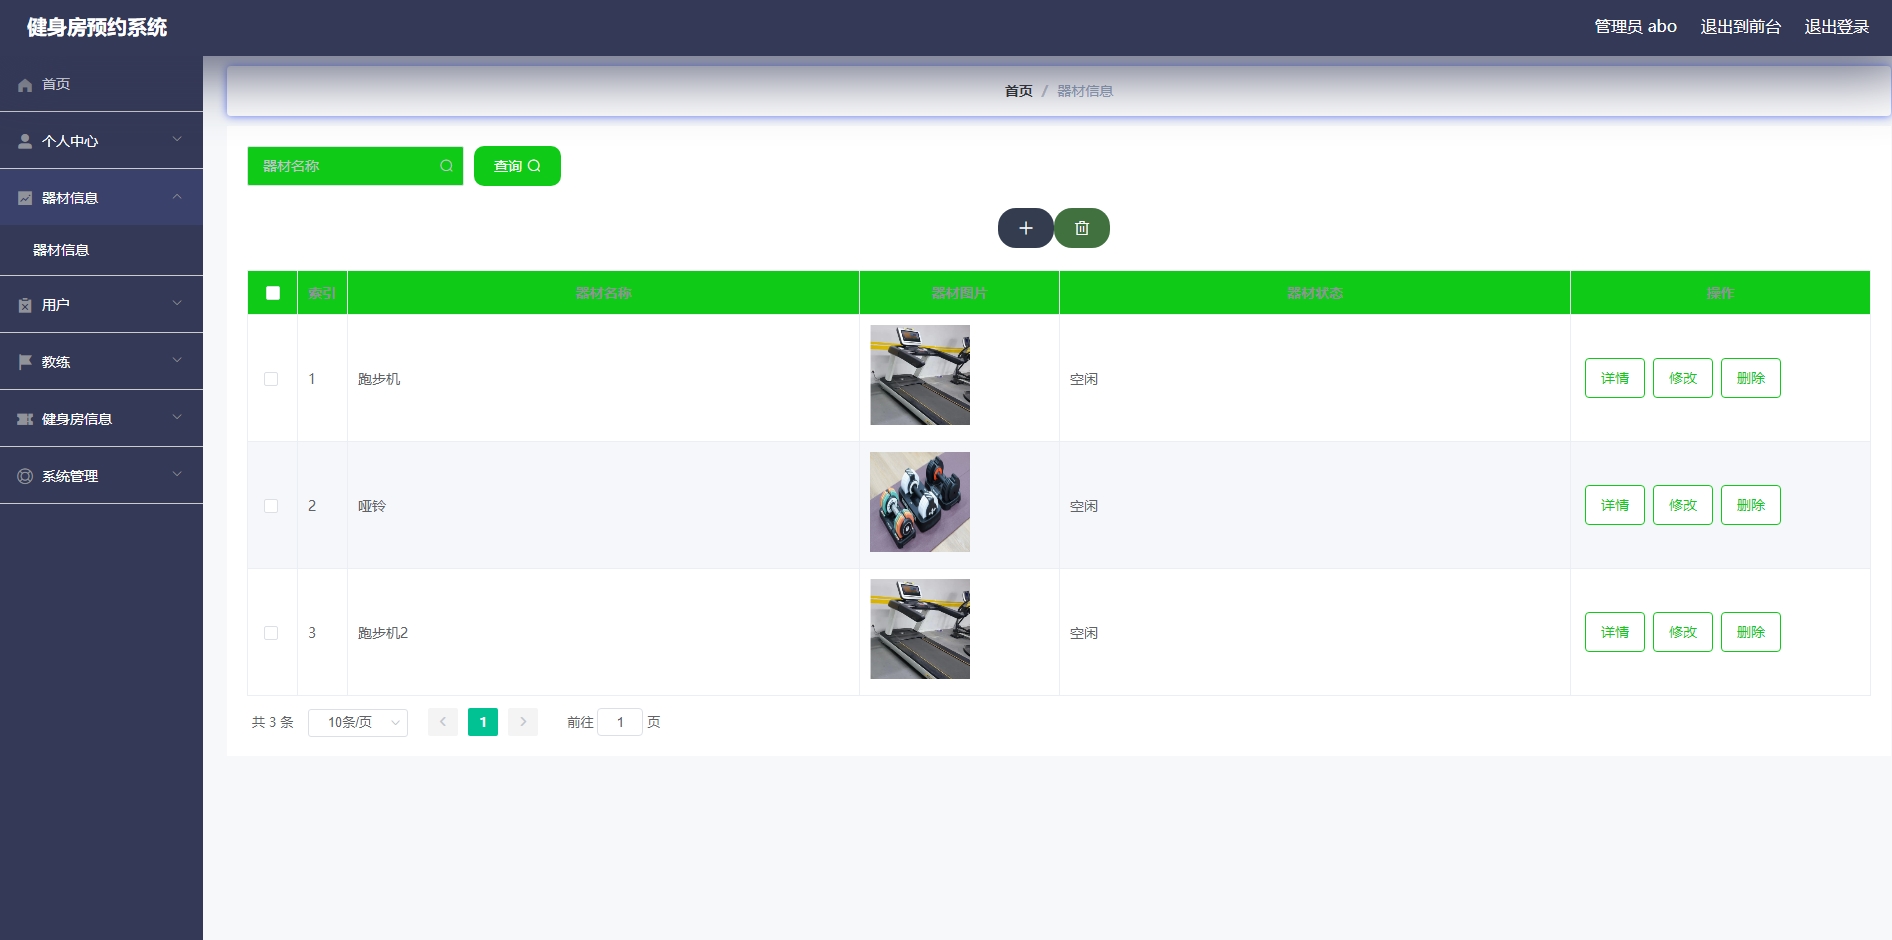 健身房预约系统
管理员 abo 退出到前台 退出登录
首页
个人中心
器材信息
器材信息
用户
教练
健身房信息
系统管理
首页 / 器材信息
器材名称 查询
索引 器材名称 器材图片 器材状态 操作
1 跑步机 空闲 详情 修改 删除
2 哑铃 空闲 详情 修改 删除
3 跑步机2 空闲 详情 修改 删除
共 3 条 10条/页 1 前往 1 页